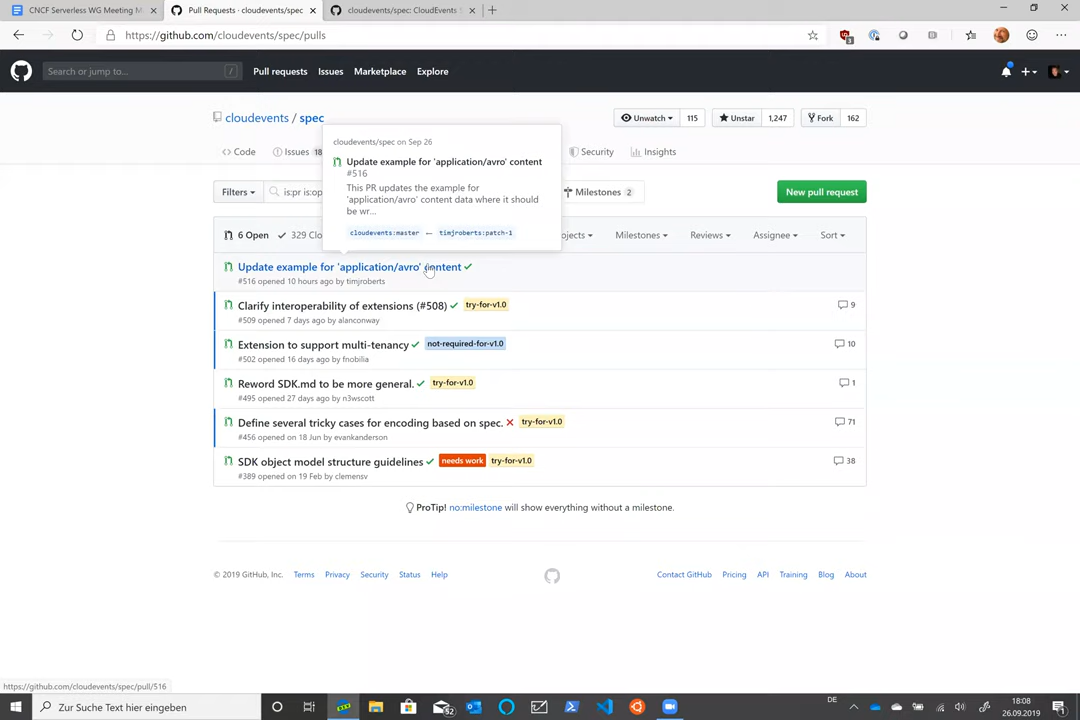 CNCF Serverless WG Meeting M
Pull Requests · cloudevents/spec
cloudevents/spec: CloudEvents
https://github.com/cloudevents/spec/pulls
Search or jump to...
/
Pull requests
Issues
Marketplace
Explore
cloudevents / spec
Unwatch
115
Unstar
1,247
Fork
162
Code
Issues 18
Security
Insights
cloudevents/spec on Sep 26
Update example for 'application/avro' content
#516
This PR updates the example for
'application/avro' content data where it should
be wr...
cloudevents:master ← timjroberts:patch-1
Filters
is:pr is:op
Milestones 2
New pull request
6 Open
329 Clo
ojects
Milestones
Reviews
Assignee
Sort
Update example for 'application/avro' content
#516 opened 10 hours ago by timjroberts
Clarify interoperability of extensions (#508)
try-for-v1.0
9
#509 opened 7 days ago by alanconway
Extension to support multi-tenancy
not-required-for-v1.0
10
#502 opened 16 days ago by fnobilia
Reword SDK.md to be more general.
try-for-v1.0
1
#495 opened 27 days ago by n3wscott
Define several tricky cases for encoding based on spec.
try-for-v1.0
71
#456 opened on 18 Jun by evankanderson
SDK object model structure guidelines
needs work
try-for-v1.0
38
#389 opened on 19 Feb by clemensv
ProTip! no:milestone will show everything without a milestone.
© 2019 GitHub, Inc.
Terms
Privacy
Security
Status
Help
Contact GitHub
Pricing
API
Training
Blog
About
https://github.com/cloudevents/spec/pull/516
Zur Suche Text hier eingeben
52
DE
18:08
26.09.2019